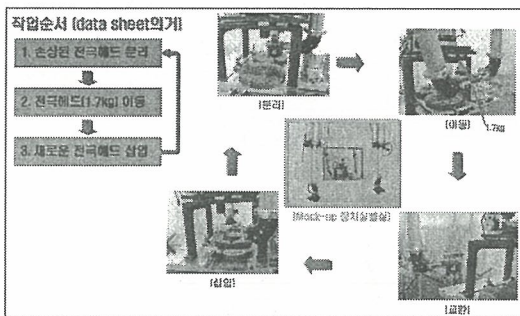 작업순서 (data sheet의거)
1. 손상된 전극헤드 분리
2. 전극헤드(1.7kg) 이동
3. 새로운 전극헤드 삽입
(분리)
(이동)
1.7kg
(Mock-up 장치실별실)
(삽입)
(교환)